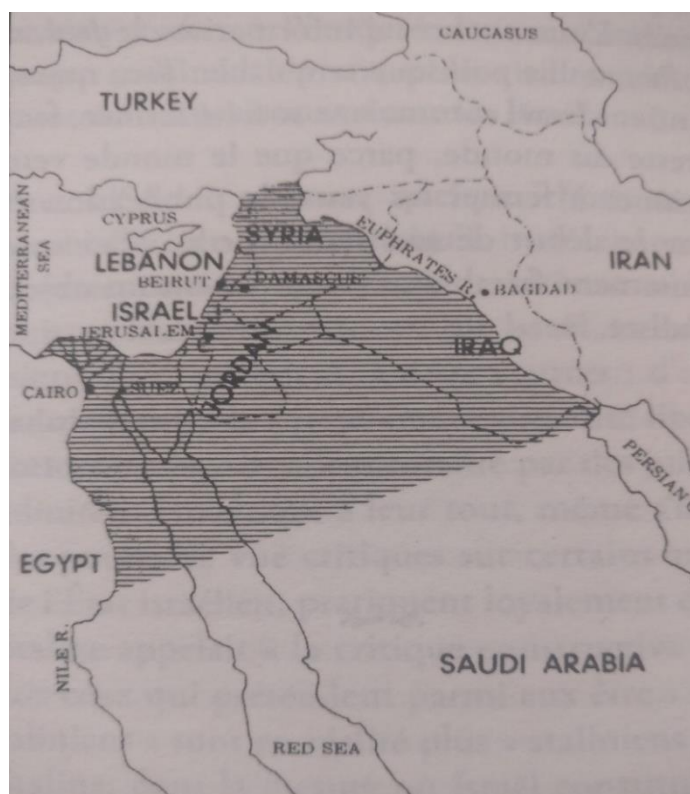 CAUCASUS
TURKEY
MEDITERRANEAN
SEA
CYPRUS
SYRIA
EUPHRATES R.
LEBANON
IRAN
BEIRUT
DAMASCUS
BAGDAD
ISRAEL
JERUSALEM
JORDAN
IRAQ
CAIRO
SUEZ
PERSIAN
EGYPT
NILE R.
SAUDI ARABIA
RED SEA